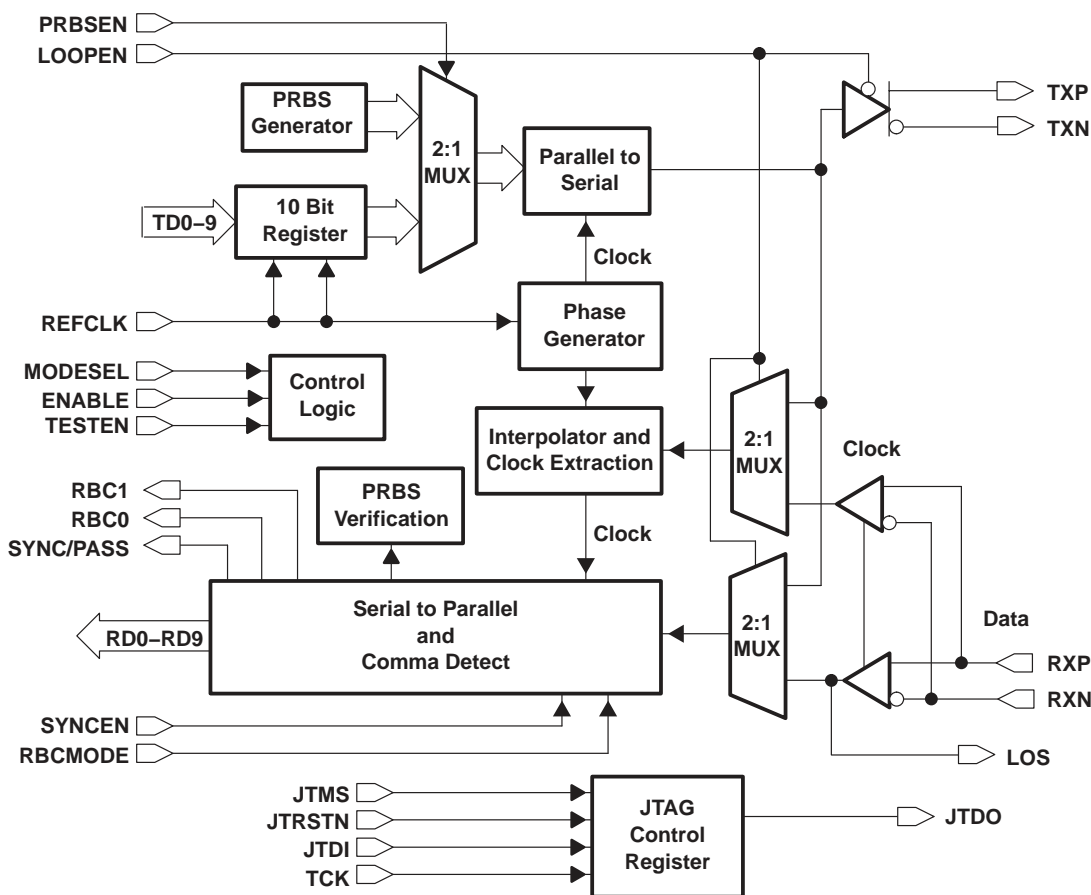 PRBSEN
LOOPEN
PRBS
Generator
2:1
MUX
Parallel to
Serial
TXP
TXN
TD0–9
10 Bit
Register
Clock
REFCLK
Phase
Generator
MODESEL
ENABLE
TESTEN
Control
Logic
Interpolator and
Clock Extraction
2:1
MUX
Clock
RBC1
RBC0
SYNC/PASS
PRBS
Verification
Clock
RD0–RD9
Serial to Parallel
and
Comma Detect
2:1
MUX
Data
RXP
RXN
SYNCEN
RBCMODE
LOS
JTMS
JTRSTN
JTDI
TCK
JTAG
Control
Register
JTDO